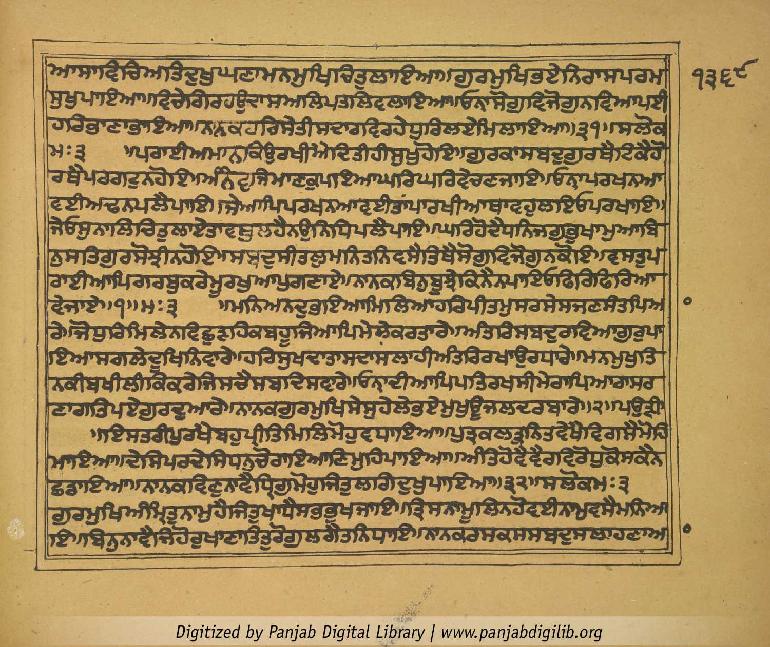 ਆਸਾਵਿਚਿਅਤਿਦੁਖੁਘਣਾਮਨਮੁਖਿਚਿਤੁਲਾਇਆ॥ਗੁਰਮੁਖਿਭਏਨਿਰਾਸਪਰਮ ੧੩੬੯
ਸੁਖੁਪਾਇਆ॥ਵਿਚੇਗਿਰਹਉਦਾਸਅਲਿਪਤਲਿਵਲਾਇਆ॥ਓਨਾਸੋਗੁਵਿਜੋਗੁਨਵਿਆਪਈ
ਹਰਿਭਾਣਾਭਾਇਆ॥ਨਾਨਕਹਰਿਸੇਤੀਸਦਾਰਵਿਰਹੇਧੁਰਿਲਏਮਿਲਾਇਆ॥੩੧॥ਸਲੋਕ
ਮਃ੩ ॥ਪਰਾਈਅਮਾਨਕਿਉਰਖੀਐਦਿਤੀਹੀਸੁਖੁਹੋਇ॥ਗੁਰਕਾਸਬਦੁਗੁਰਥੈਟਿਕੈਹੋ
ਰਥੈਪਰਗਟੁਨਹੋਇ॥ਅੰਨ੍ਹੇਵਸਿਮਾਣਕੁਪਇਆਘਰਿਘਰਿਵੇਚਣਜਾਇ॥ਓਨਾਪਰਖਨਆ
ਵਈਅਢੁਨਪਲੈਪਾਇ॥ਜੇਆਪਿਪਰਖਨਆਵਈਤਾਂਪਾਰਖੀਆਥਾਵਹੁਲਇਓਪਰਖਾਇ॥
ਜੇਓਸੁਨਾਲਿਚਿਤੁਲਾਏਤਾਵਥੁਲਹੈਨਉਨਿਧਿਪਲੈਪਾਇ॥ਘਰਿਹੋਦੈਧਨਿਜਗੁਭੁਖਾਮੁਆਬਿ
ਨੁਸਤਿਗੁਰਸੋਝੀਨਹੋਇ॥ਸਬਦੁਸੀਤਲੁਮਨਿਤਨਿਵਸੈਤਿਥੈਸੋਗੁਵਿਜੋਗੁਨਕੋਇ॥ਵਸਤੁਪ
ਰਾਈਆਪਿਗਰਬੁਕਰੇਮੂਰਖੁਆਪੁਗਣਾਏ॥ਨਾਨਕਬਿਨੁਬੂਝੇਕਿਨੈਨਪਾਇਓਫਿਰਿਫਿਰਿਆ
ਵੈਜਾਏ॥੧॥ਮਃ੩ ॥ਮਨਿਅਨਦੁਭਇਆਮਿਲਿਆਹਰਿਪ੍ਰੀਤਮੁਸਰਸੇਸਜਣਸੰਤਪਿਆ
ਰੇ॥ਜੋਧੁਰਿਮਿਲੇਨਵਿਛੁੜਹਿਕਬਹੂਜਿਆਪਿਮੇਲੇਕਰਤਾਰੇ॥ਅੰਤਰਿਸਬਦੁਰਵਿਆਗੁਰੁਪਾ
ਇਆਸਗਲੇਦੂਖਨਿਵਾਰੇ॥ਹਰਿਸੁਖਦਾਤਾਸਦਾਸਲਾਹੀਅੰਤਰਿਰਖਾਂਉਰਧਾਰੇ॥ਮਨਮੁਖੁਤਿ
ਨਕੀਬਖੀਲੀਕਿਕਰੇਜਿਸਚੈਸਬਦਿਸਵਾਰੇ॥ਓਨਾਦੀਆਪਿਪਤਿਰਖਸੀਮੇਰਾਪਿਆਰਾਸਰ
ਣਾਗਤਿਪਏਗੁਰਦੁਆਰੇ॥ਨਾਨਕਗੁਰਮੁਖਿਸੇਸੁਹੇਲੇਭਏਮੁਖਊਜਲਦਰਬਾਰੇ॥੨॥ਪਉੜੀ
॥ਇਸਤਰੀਪੁਰਖੈਬਹੁਪ੍ਰੀਤਿਮਿਲਿਮੋਹੁਵਧਾਇਆ॥ਪੁਤ੍ਰਕਲਤ੍ਰੁਨਿਤਵੇਖੈਵਿਗਸੈਮੋਹਿ
ਮਾਇਆ॥ਦੇਸਿਪਰਦੇਸਿਧਨੁਚੋਰਾਇਆਣਿਮੁਹਿਪਾਇਆ॥ਅੰਤਿਹੋਵੈਵੈਰਵਿਰੋਧੁਕੋਸਕੈਨ
ਛਡਾਇਆ॥ਨਾਨਕਵਿਣੁਨਾਵੈਧ੍ਰਿਗੁਮੋਹੁਜਿਤੁਲਗਿਦੁਖੁਪਾਇਆ॥੩੨॥ਸਲੋਕਮਃ੩
ਗੁਰਮੁਖਿਅੰਮ੍ਰਿਤੁਨਾਮੁਹੈਜਿਤੁਖਾਧੈਸਭਭੁਖਜਾਇ॥ਤ੍ਰਿਸਨਾਮੂਲਿਨਹੋਵਈਨਾਮੁਵਸੈਮਨਿਆ
ਇ॥ਬਿਨੁਨਾਵੈਜਿਹੋਰੁਖਾਣਾਤਿਤੁਰੋਗੁਲਗੈਤਨਿਧਾਇ॥ਨਾਨਕਰਸਕਸਸਬਦੁਸਲਾਹਣਾਆ
Digitized by Panjab Digital Library | www.panjabdigilib.org